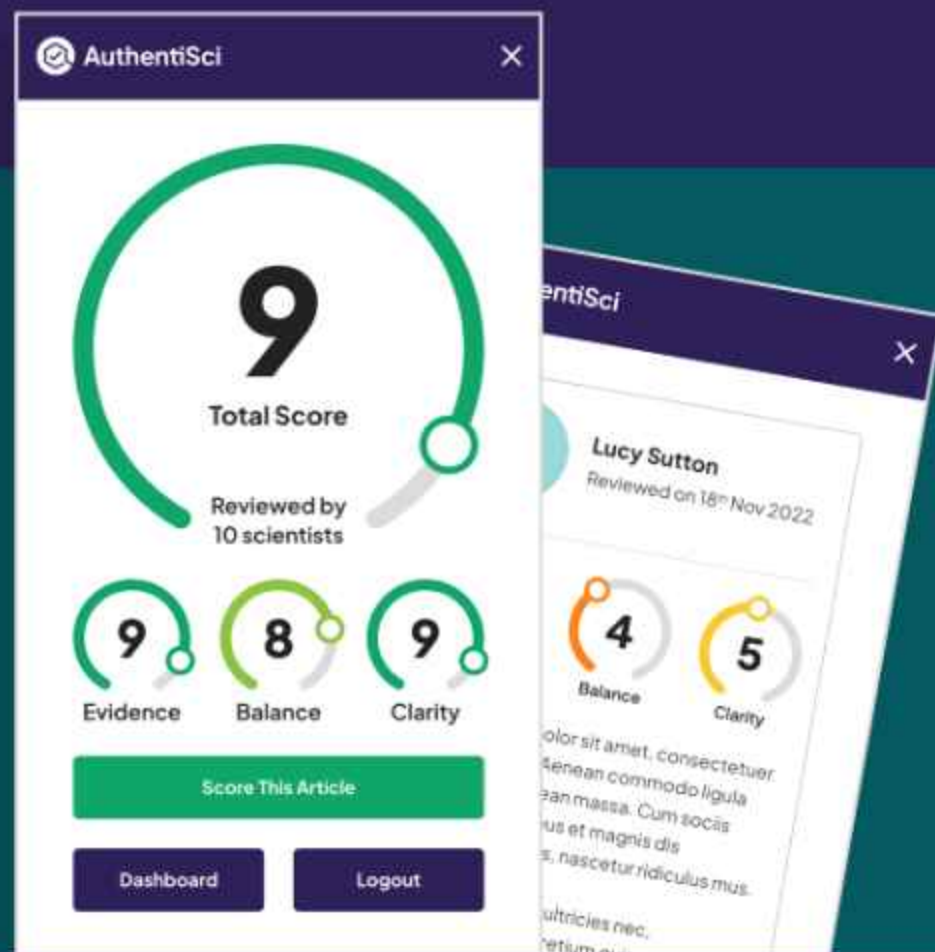 AuthentiSci
9
Total Score
Reviewed by
10 scientists
9
8
9
Evidence
Balance
Clarity
Score This Article
Dashboard
Logout
entiSci
Lucy Sutton
Reviewed on 18th Nov 2022
4
5
Balance
Clarity
olor sit amet, consectetuer
Aenean commodo ligula
ean massa. Cum sociis
us et magnis dis
s, nascetur ridiculus mus.
ultricies nec,